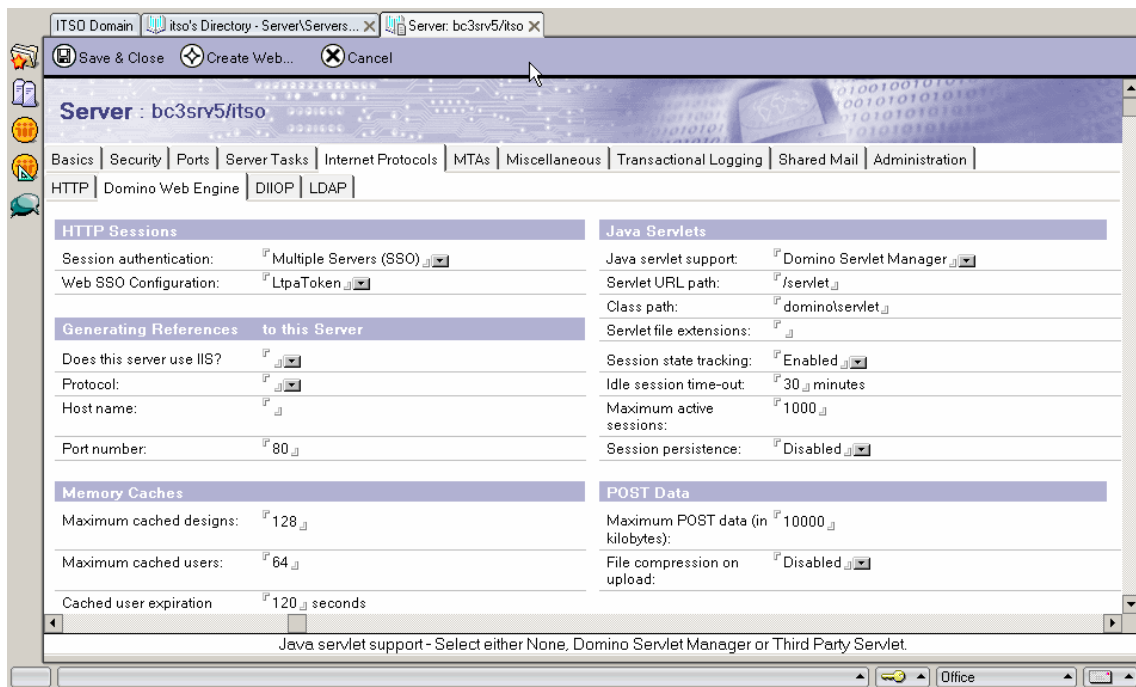 ITSO Domain itso's Directory - Server\Servers... Server: bc3srv5/itso
Save & Close Create Web... Cancel
Server : bc3srv5/itso
Basics Security Ports Server Tasks Internet Protocols MTAs Miscellaneous Transactional Logging Shared Mail Administration
HTTP Domino Web Engine DIIOP LDAP
HTTP Sessions
Session authentication: Multiple Servers (SSO)
Web SSO Configuration: LtpaToken
Generating References to this Server
Does this server use IIS?
Protocol:
Host name:
Port number: 80
Memory Caches
Maximum cached designs: 128
Maximum cached users: 64
Cached user expiration 120 seconds
Java Servlets
Java servlet support: Domino Servlet Manager
Servlet URL path: /servlet
Class path: domino\servlet
Servlet file extensions:
Session state tracking: Enabled
Idle session time-out: 30 minutes
Maximum active 1000
sessions:
Session persistence: Disabled
POST Data
Maximum POST data (in 10000
kilobytes):
File compression on Disabled
upload:
Java servlet support - Select either None, Domino Servlet Manager or Third Party Servlet.
Office